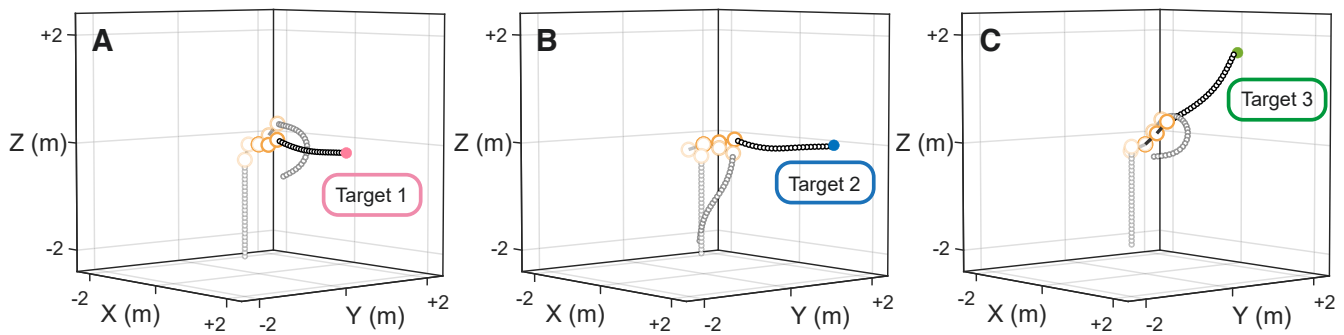 A
+2
Z (m)
-2
-2
X (m)
+2
-2
Y (m)
+2
Target 1
B
+2
Z (m)
-2
-2
X (m)
+2
-2
Y (m)
+2
Target 2
C
+2
Z (m)
-2
-2
X (m)
+2
-2
Y (m)
+2
Target 3